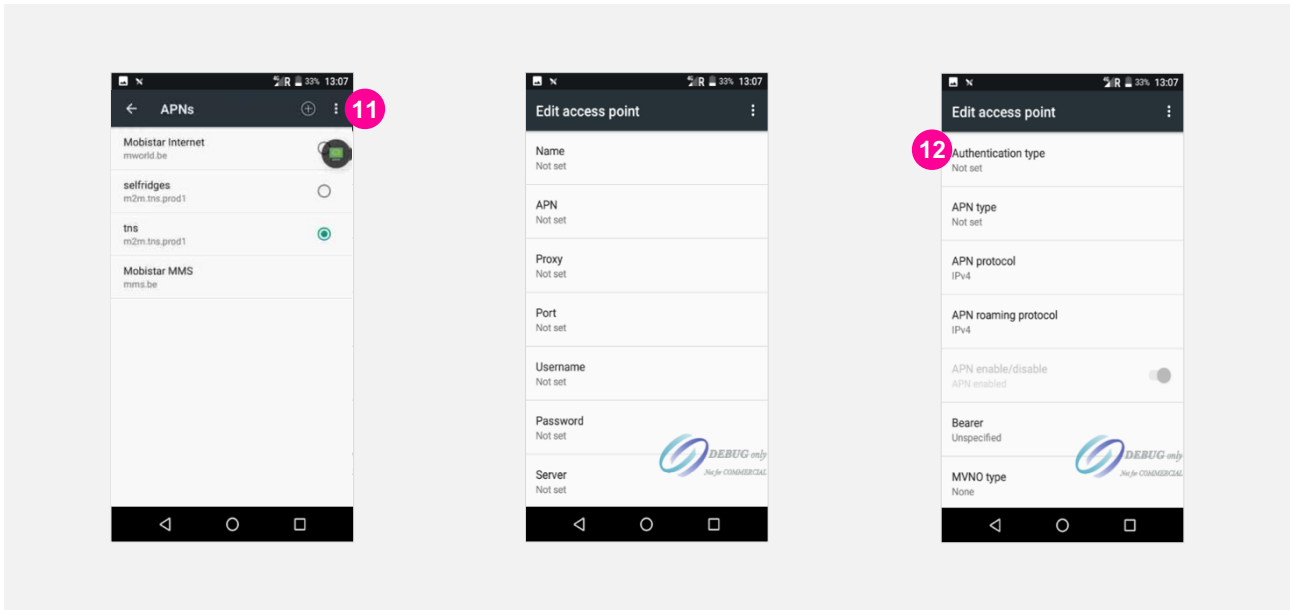 33% 13:07
APNs
11
Mobistar Internet
mworld.be
selfridges
m2m.tns.prod1
tns
m2m.tns.prod1
Mobistar MMS
mms.be
R 33% 13:07
Edit access point
Name
Not set
APN
Not set
Proxy
Not set
Port
Not set
Username
Not set
Password
Not set
Server
Not set
DEBUG only
Not for COMMERCIAL
R 33% 13:07
Edit access point
12
Authentication type
Not set
APN type
Not set
APN protocol
IPv4
APN roaming protocol
IPv4
APN enable/disable
APN enabled
Bearer
Unspecified
MVNO type
None
DEBUG only
Not for COMMERCIAL